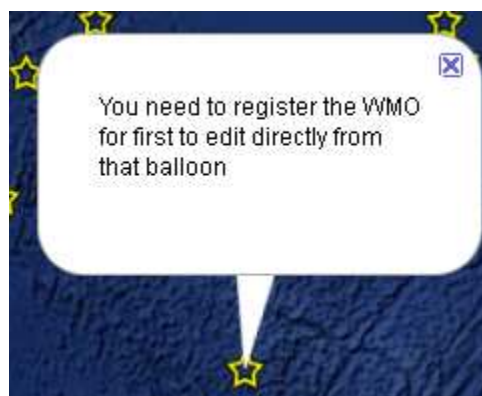 You need to register the WMO
for first to edit directly from
that balloon